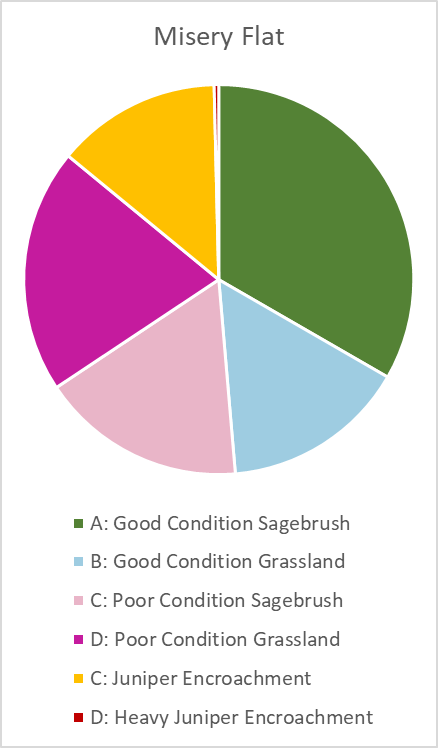 Misery Flat
A: Good Condition Sagebrush
B: Good Condition Grassland
C: Poor Condition Sagebrush
D: Poor Condition Grassland
C: Juniper Encroachment
D: Heavy Juniper Encroachment